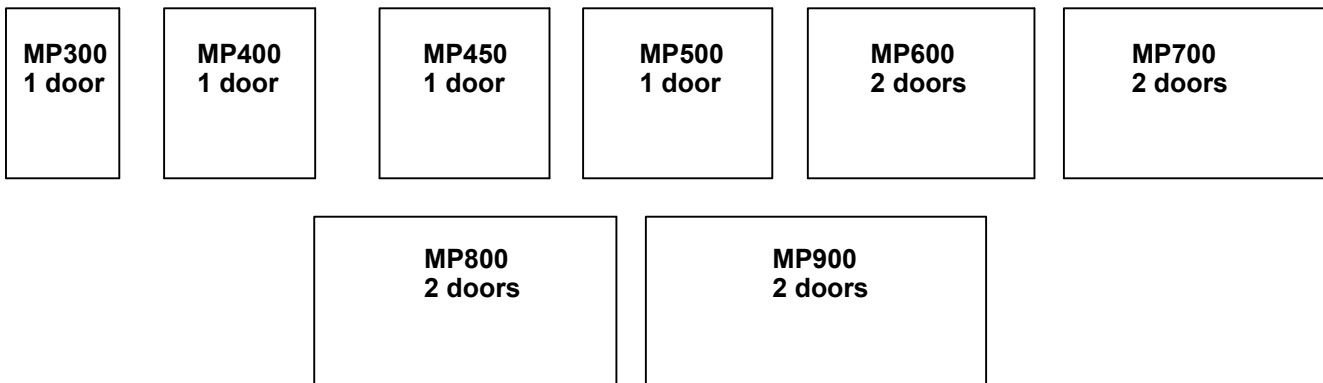 MP300
1 door
MP400
1 door
MP450
1 door
MP500
1 door
MP600
2 doors
MP700
2 doors
MP800
2 doors
MP900
2 doors